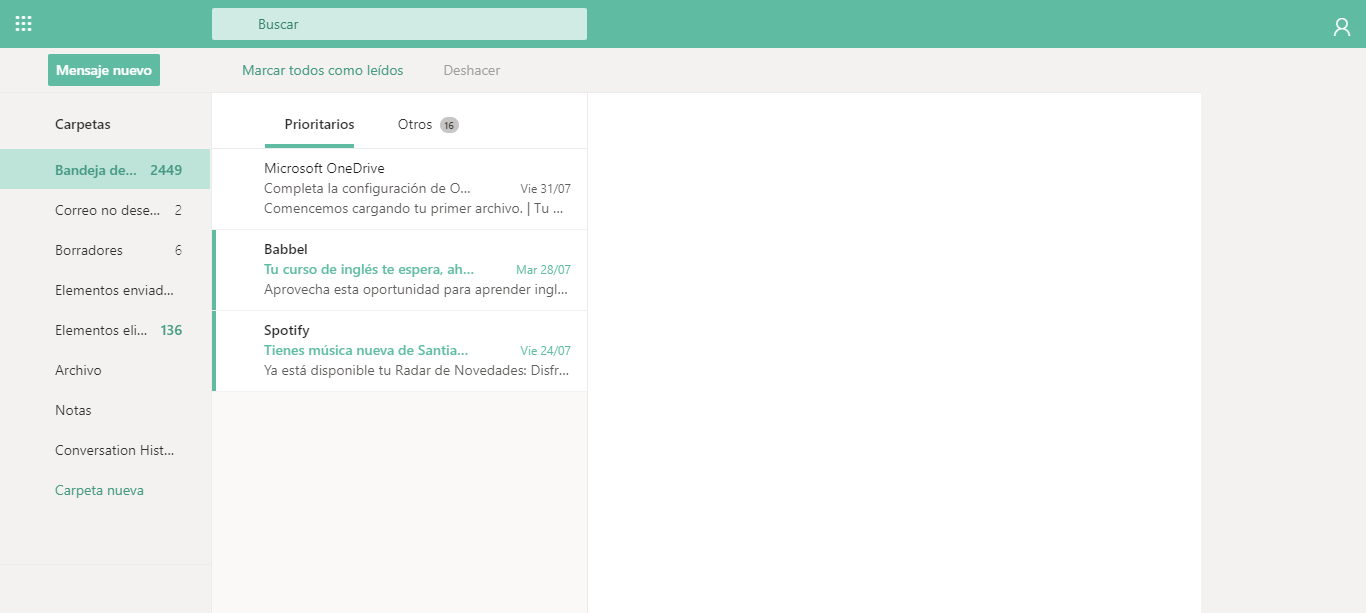 Buscar
Mensaje nuevo
Marcar todos como leídos
Deshacer
Carpetas
Bandeja de... 2449
Correo no dese... 2
Borradores 6
Elementos enviad...
Elementos eli... 136
Archivo
Notas
Conversation Hist...
Carpeta nueva
Prioritarios
Otros 16
Microsoft OneDrive
Completa la configuración de O... Vie 31/07
Comencemos cargando tu primer archivo. | Tu ...
Babbel
Tu curso de inglés te espera, ah... Mar 28/07
Aprovecha esta oportunidad para aprender ingl...
Spotify
Tienes música nueva de Santia... Vie 24/07
Ya está disponible tu Radar de Novedades: Disfr...